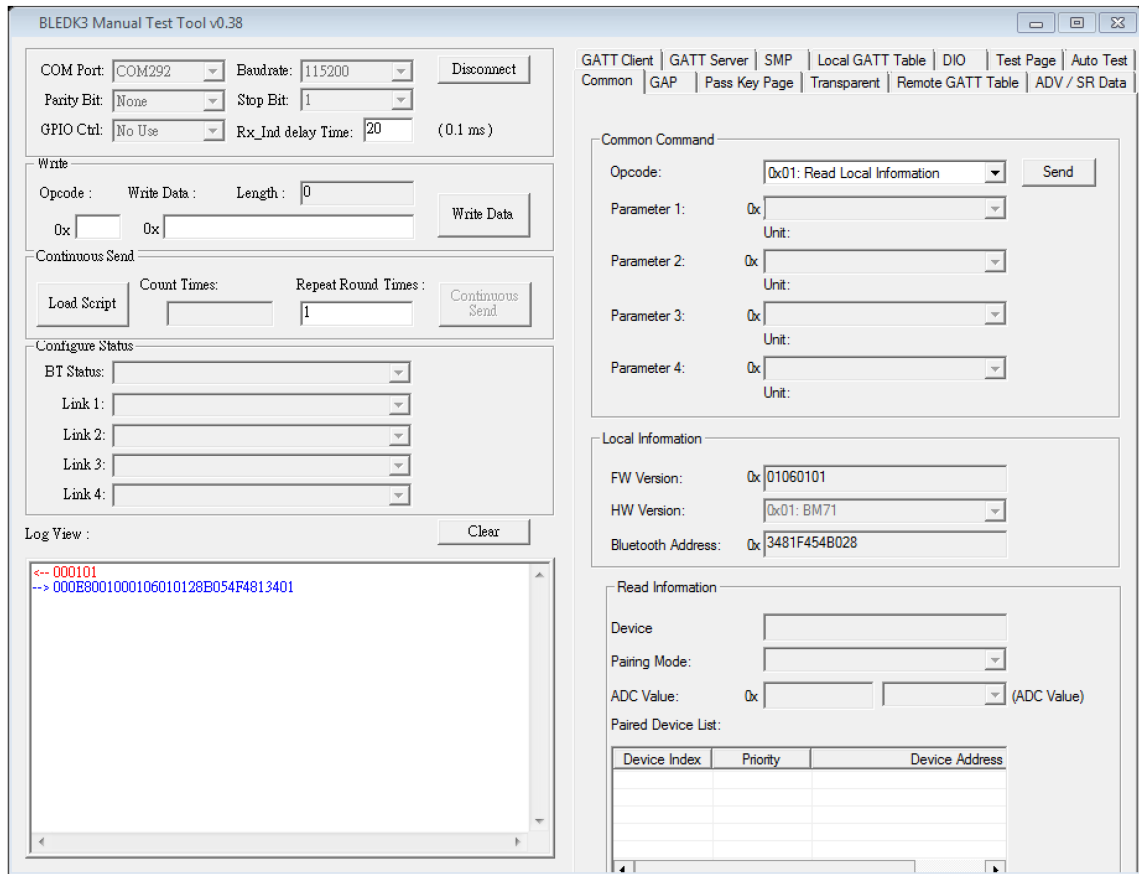 BLEDK3 Manual Test Tool v0.38
COM Port: COM292 Baudrate: 115200 Disconnect
Parity Bit: None Stop Bit: 1
GPIO Ctrl: No Use Rx_Ind delay Time: 20 ( 0.1 ms )
Write
Opcode : Write Data : Length : 0
0x 0x Write Data
Continuous Send
Load Script Count Times: Repeat Round Times : 1 Continuous Send
Configure Status
BT Status:
Link 1:
Link 2:
Link 3:
Link 4:
Log View : Clear
<-- 000101
--> 000E8001000106010128B054F4813401
GATT Client GATT Server SMP Local GATT Table DIO Test Page Auto Test
Common GAP Pass Key Page Transparent Remote GATT Table ADV / SR Data
Common Command
Opcode: 0x01: Read Local Information Send
Parameter 1: 0x
Unit:
Parameter 2: 0x
Unit:
Parameter 3: 0x
Unit:
Parameter 4: 0x
Unit:
Local Information
FW Version: 0x 01060101
HW Version: 0x01: BM71
Bluetooth Address: 0x 3481F454B028
Read Information
Device
Pairing Mode:
ADC Value: 0x (ADC Value)
Paired Device List:
Device Index Priority Device Address